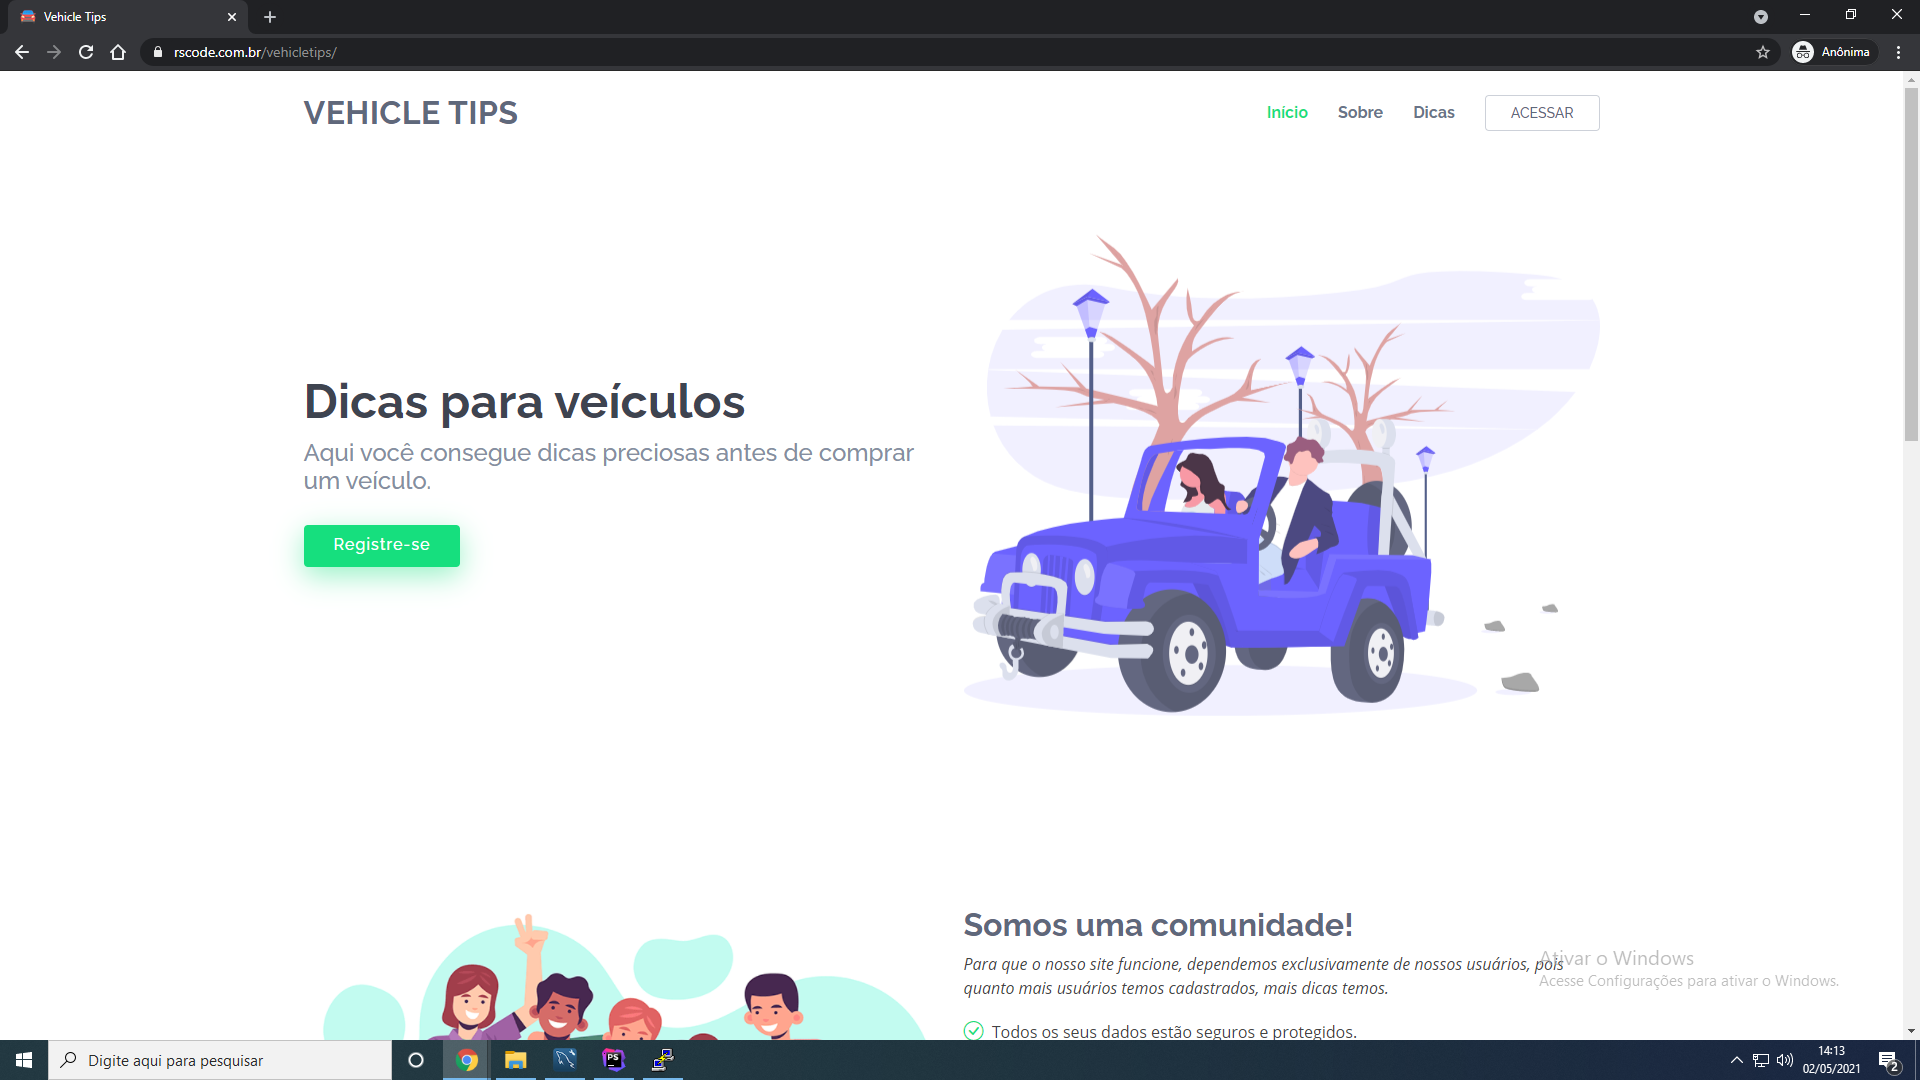 Vehicle Tips
rscode.com.br/vehicletips/
Anônima
VEHICLE TIPS
Início
Sobre
Dicas
ACESSAR
Dicas para veículos
Aqui você consegue dicas preciosas antes de comprar
um veículo.
Registre-se
Somos uma comunidade!
Para que o nosso site funcione, dependemos exclusivamente de nossos usuários, pois
quanto mais usuários temos cadastrados, mais dicas temos.
Todos os seus dados estão seguros e protegidos.
Ativar o Windows
Acesse Configurações para ativar o Windows.
Digite aqui para pesquisar
PS
14:13
02/05/2021
2